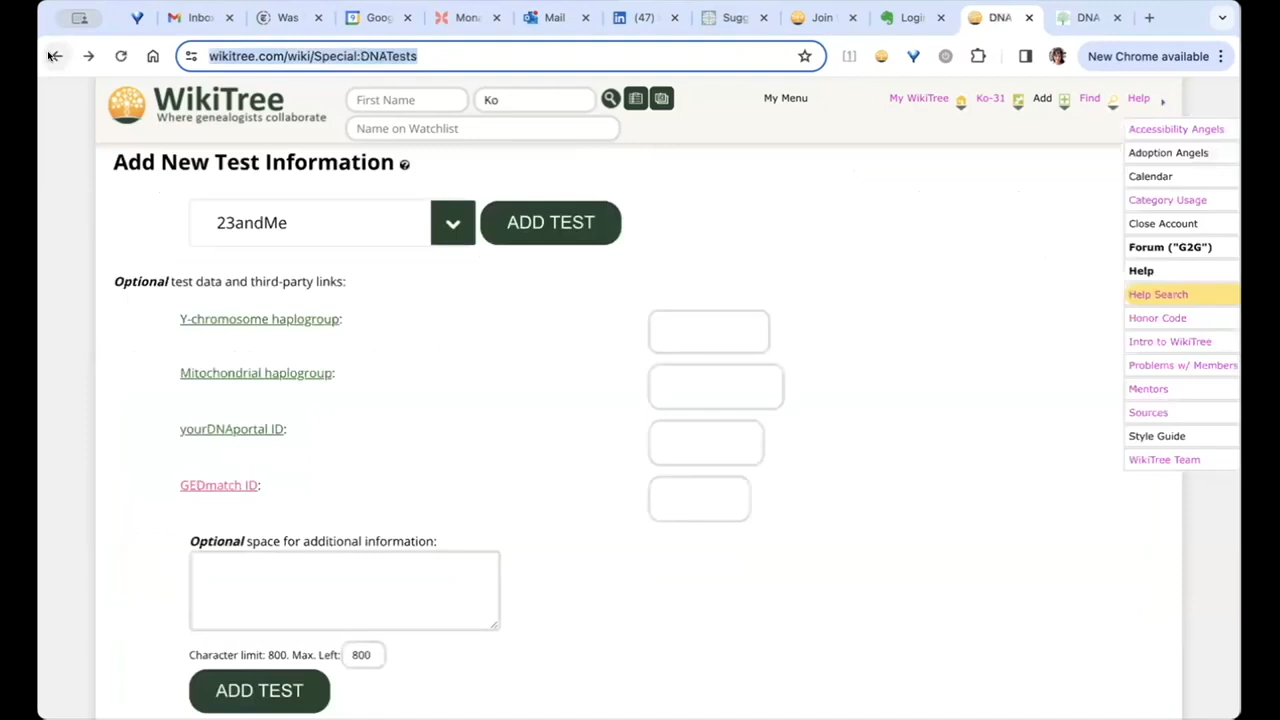 Inbo
Was
Goog
Mon
Mail
(47)
Sugg
Join
Login
DNA
DNA
wikitree.com/wiki/Special:DNATests
New Chrome available
WikiTree
Where genealogists collaborate
First Name
Ko
Name on Watchlist
My Menu
My WikiTree
Ko-31
Add
Find
Help
Accessibility Angels
Adoption Angels
Calendar
Category Usage
Close Account
Forum ("G2G")
Help
Help Search
Honor Code
Intro to WikiTree
Problems w/ Members
Mentors
Sources
Style Guide
WikiTree Team
Add New Test Information
23andMe
ADD TEST
Optional test data and third-party links:
Y-chromosome haplogroup:
Mitochondrial haplogroup:
yourDNAportal ID:
GEDmatch ID:
Optional space for additional information:
Character limit: 800. Max. Left: 800
ADD TEST